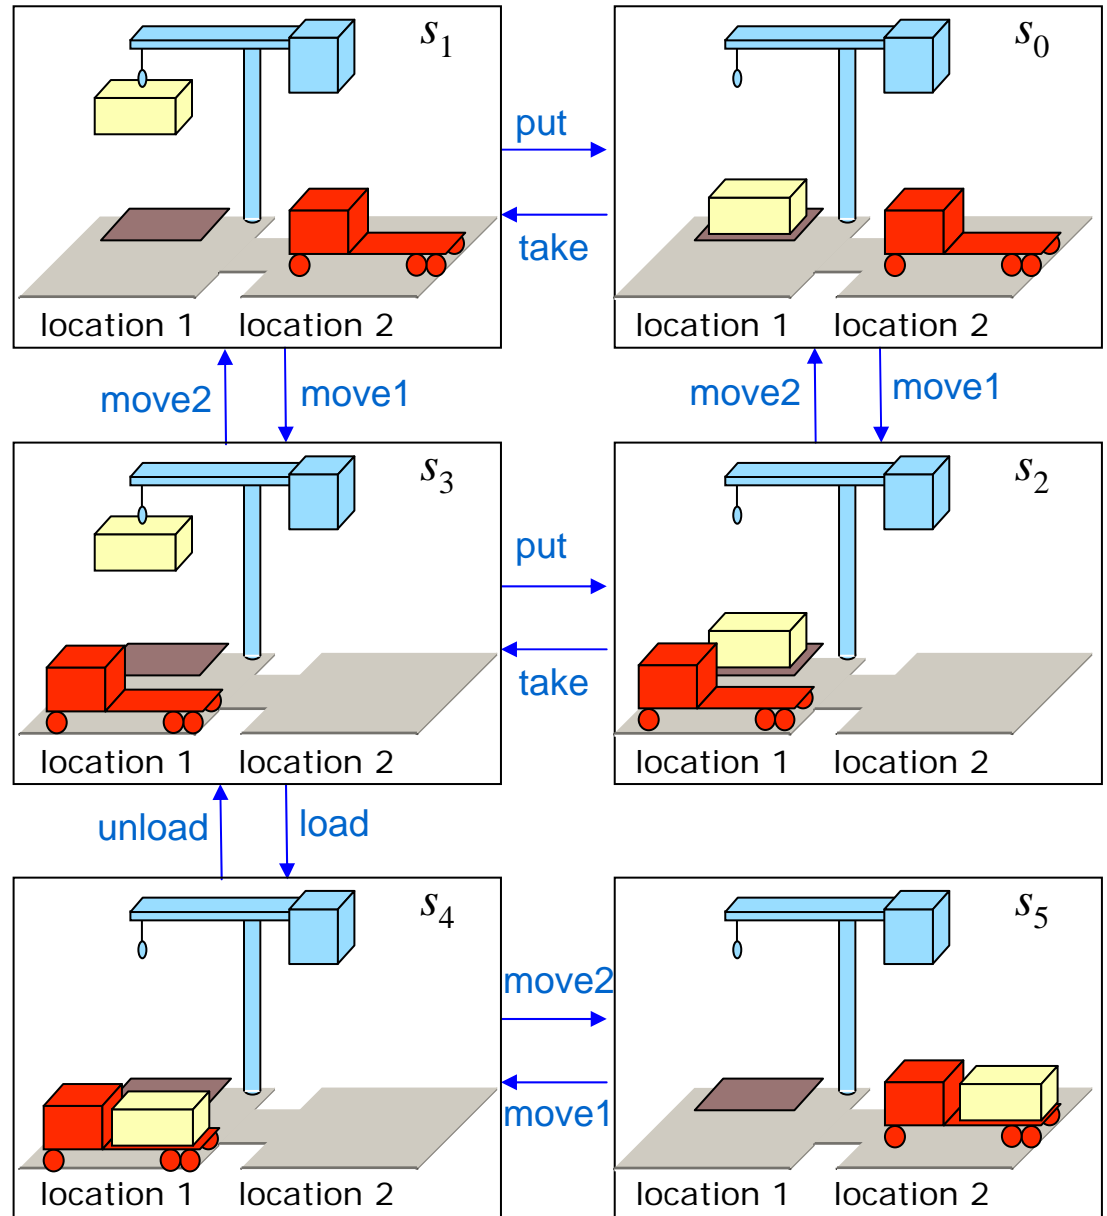 s1
s0
put
take
location 1 location 2
location 1 location 2
move2 move1
move2 move1
s3
s2
put
take
location 1 location 2
location 1 location 2
unload load
s4
s5
move2
move1
location 1 location 2
location 1 location 2